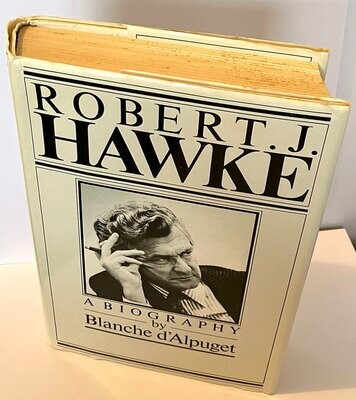 ROBERT. J.
HAWKE
A BIOGRAPHY
by
Blanche d'Alpuget